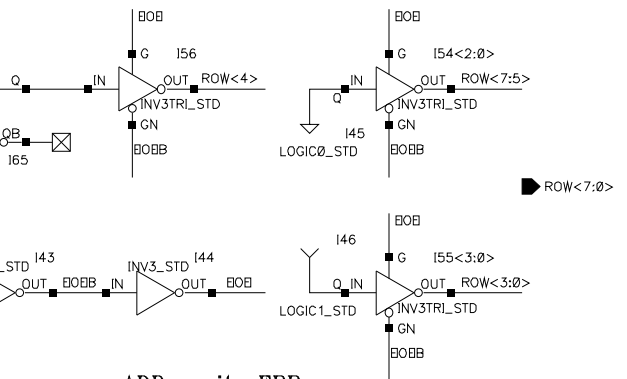 EOE
G I56
Q IN OUT ROW<4>
INV3TRI_STD
GN
QB
I65
EOEB
EOE
G I54<2:0>
IN OUT ROW<7:5>
Q
INV3TRI_STD
GN
I45
LOGIC0_STD
EOEB
ROW<7:0>
I43 I44
_STD INV3_STD
OUT EOEB IN OUT EOE
EOE
I46
G I55<3:0>
Q IN OUT ROW<3:0>
LOGIC1_STD INV3TRI_STD
GN
EOEB